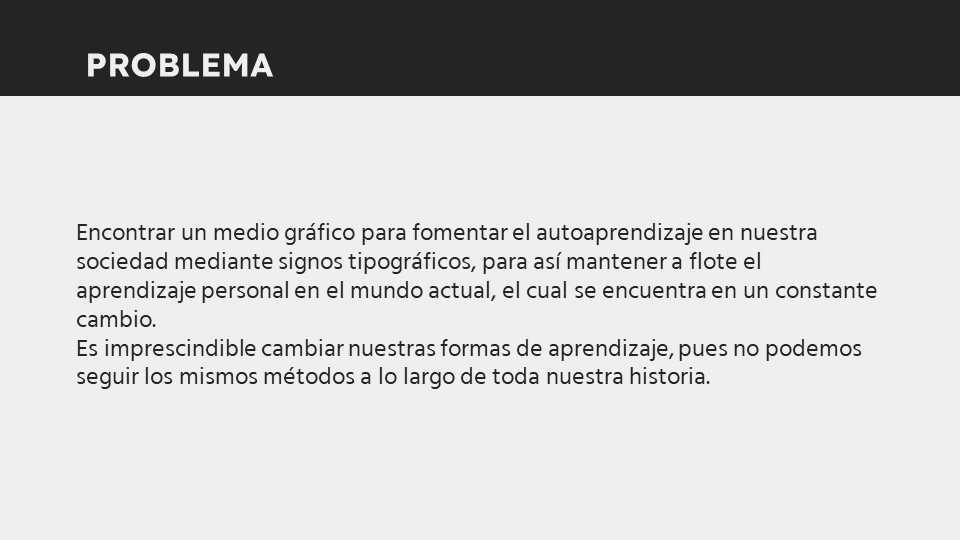 PROBLEMA
Encontrar un medio gráfico para fomentar el autoaprendizaje en nuestra
sociedad mediante signos tipográficos, para así mantener a flote el
aprendizaje personal en el mundo actual, el cual se encuentra en un constante
cambio.
Es imprescindible cambiar nuestras formas de aprendizaje, pues no podemos
seguir los mismos métodos a lo largo de toda nuestra historia.